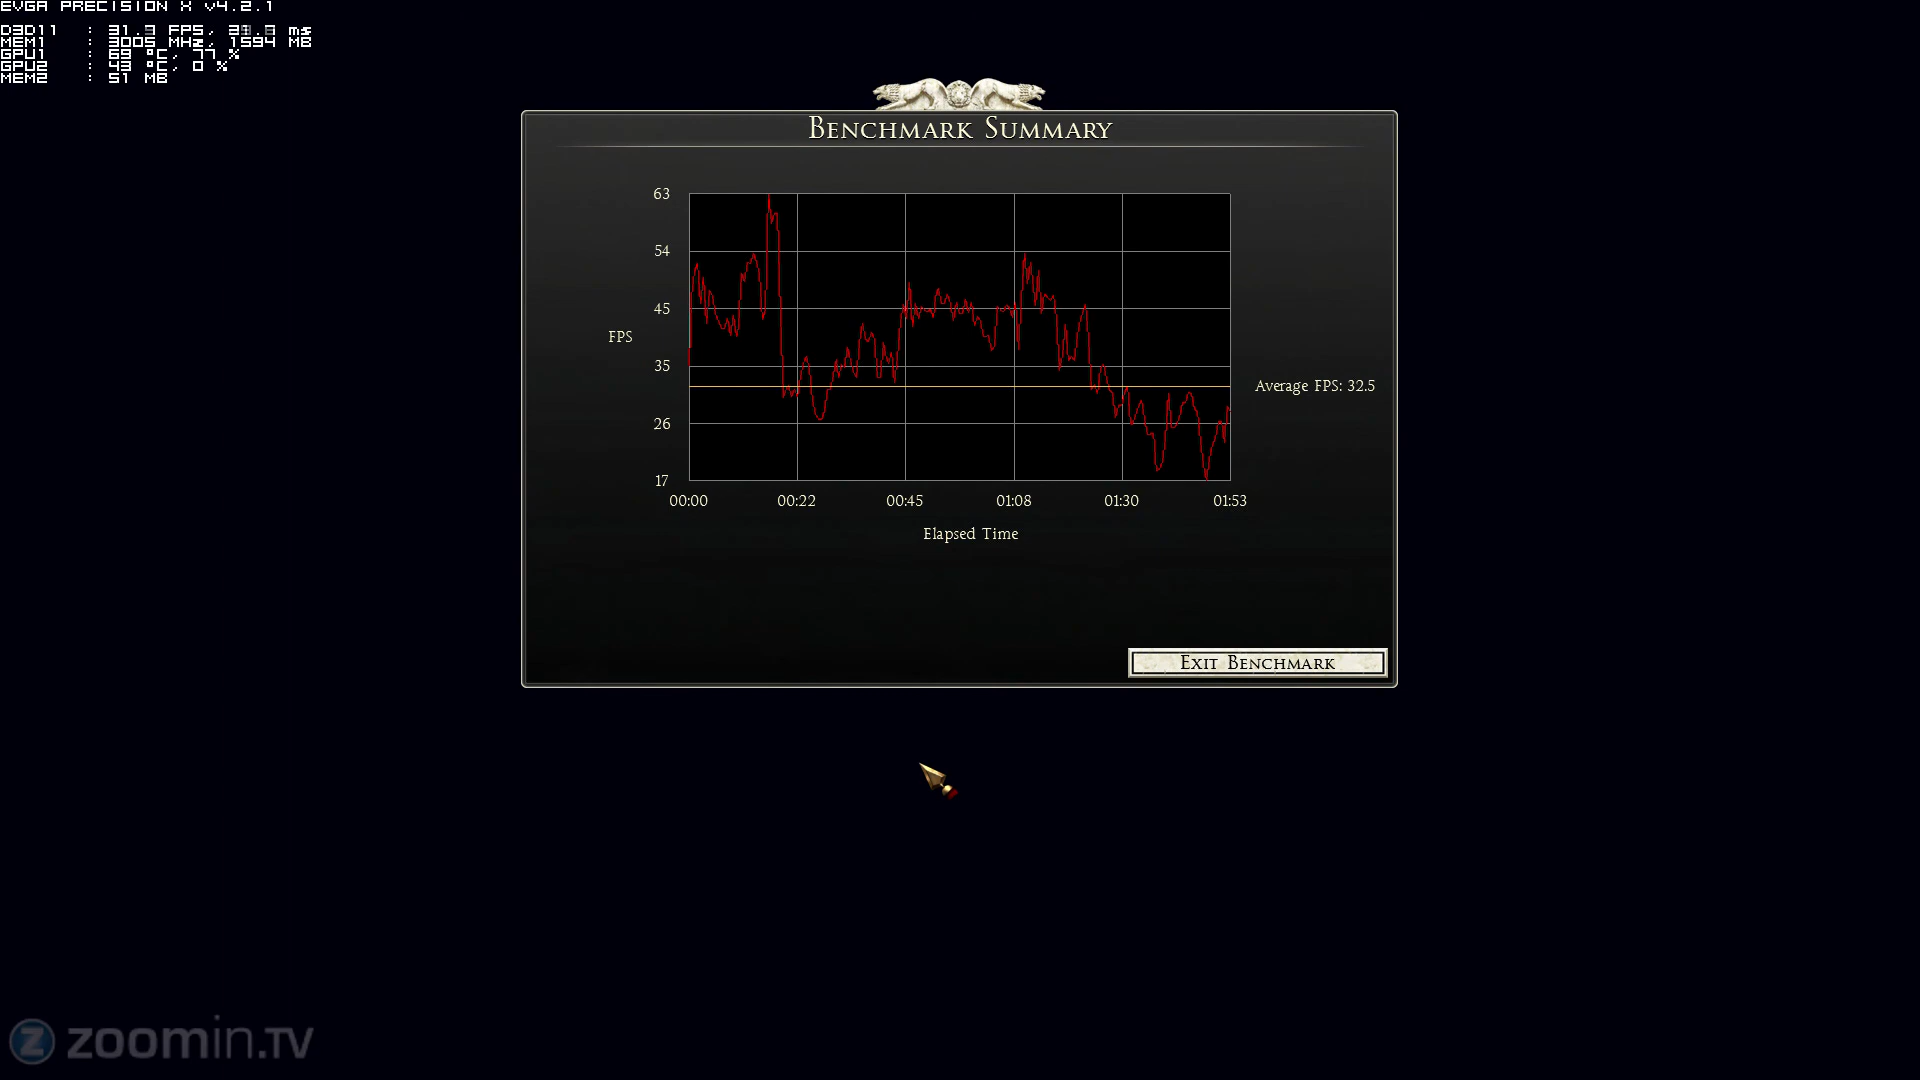 EVGA PRECISION X v4.2.1
D3D11 : 31.9 FPS, ms
MEM1 : 3005 MHz, 1594 MB
GPU1 : 69 °C, 77 %
GPU2 : 43 °C, 0 %
MEM2 : 51 MB
BENCHMARK SUMMARY
63
54
45
FPS
35
Average FPS: 32.5
26
17
00:00 00:22 00:45 01:08 01:30 01:53
Elapsed Time
EXIT BENCHMARK
zoomin.TV